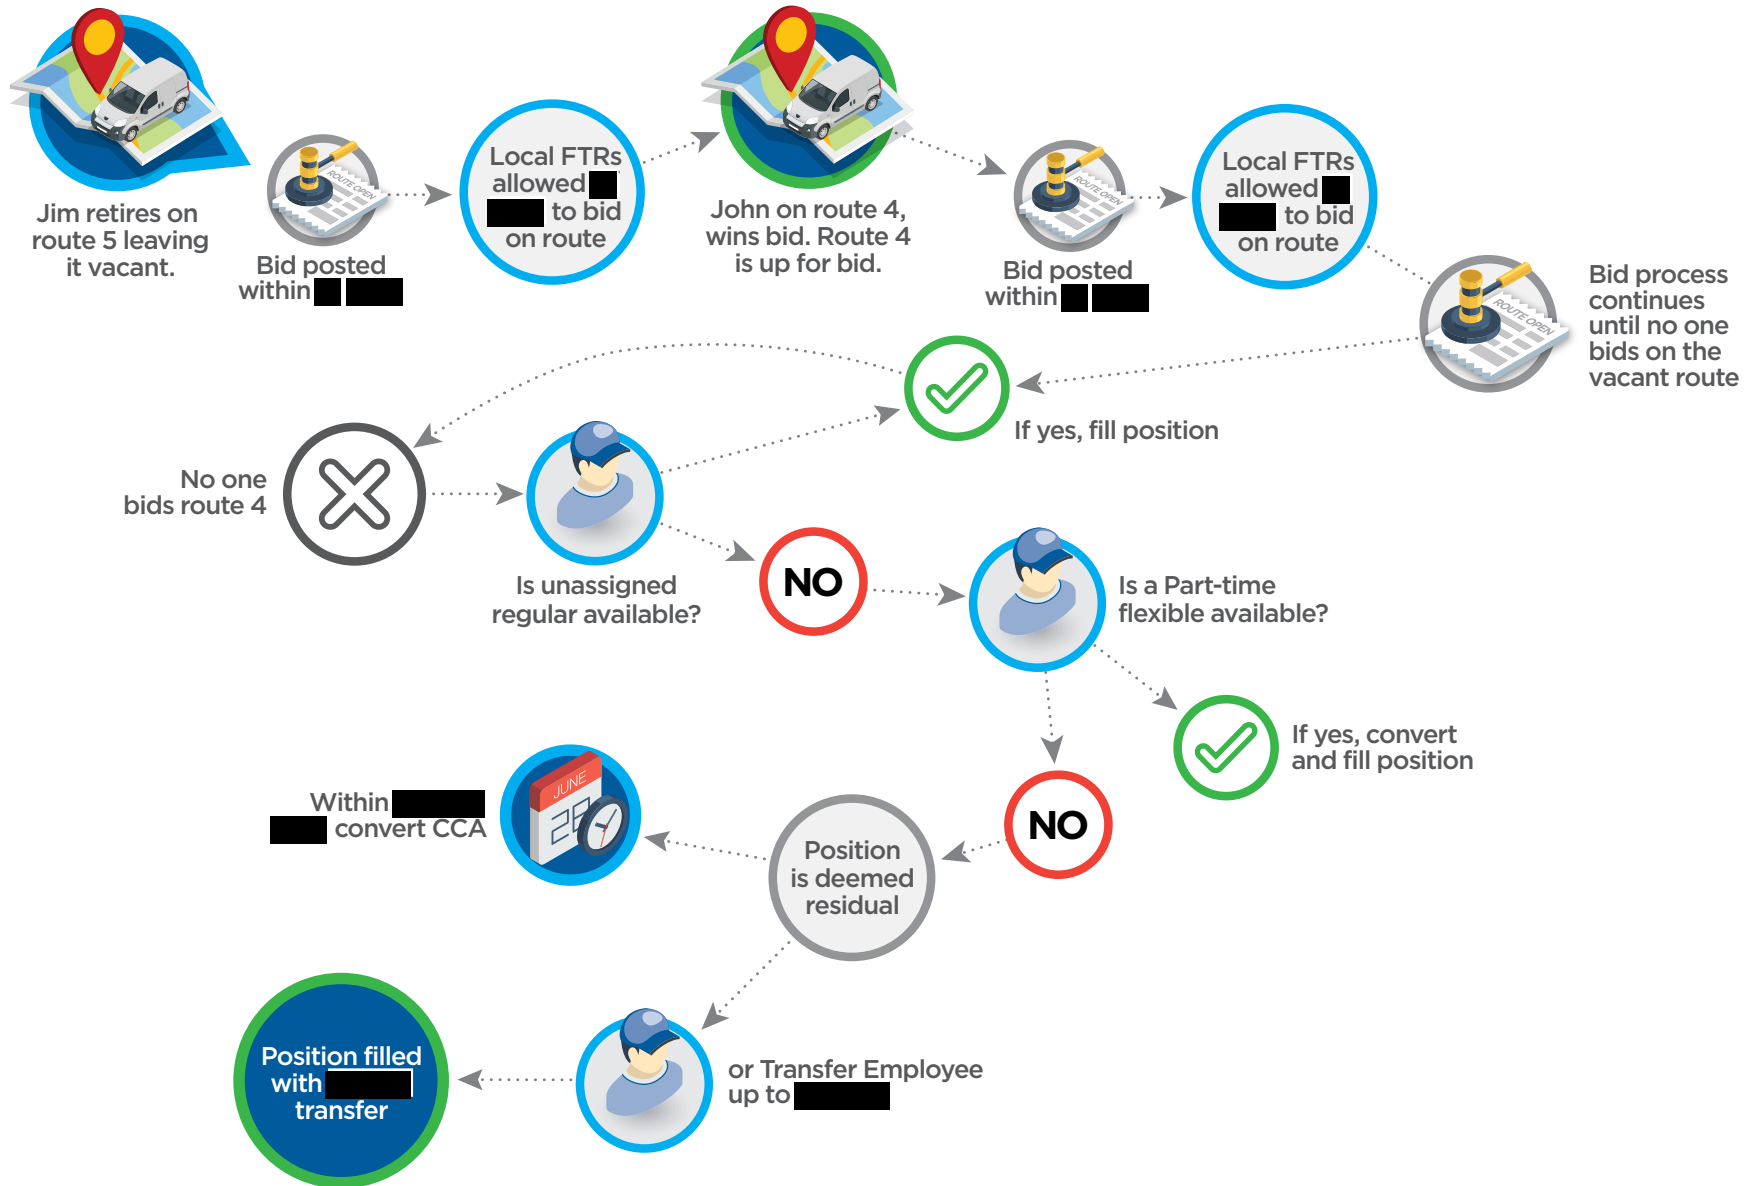 Jim retires on
route 5 leaving
it vacant.
ROUTE OPEN
Bid posted
within
Local FTRs
allowed
to bid
on route
John on route 4,
wins bid. Route 4
is up for bid.
ROUTE OPEN
Bid posted
within
Local FTRs
allowed
to bid
on route
ROUTE OPEN
Bid process
continues
until no one
bids on the
vacant route
If yes, fill position
No one
bids route 4
Is unassigned
regular available?
NO
Is a Part-time
flexible available?
If yes, convert
and fill position
NO
Position
is deemed
residual
JUNE
28
Within
convert CCA
or Transfer Employee
up to
Position filled
with
transfer